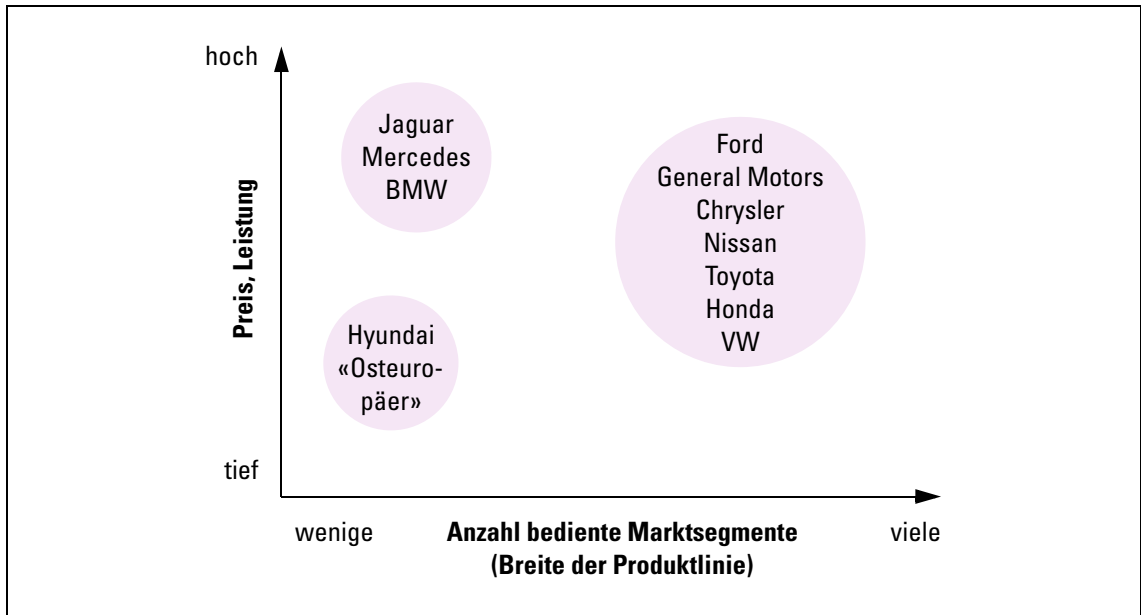 hoch
Jaguar
Mercedes
BMW
Ford
General Motors
Chrysler
Nissan
Toyota
Honda
VW
Preis, Leistung
Hyundai
«Osteuro-
päer»
tief
wenige
Anzahl bediente Marktsegmente
(Breite der Produktlinie)
viele